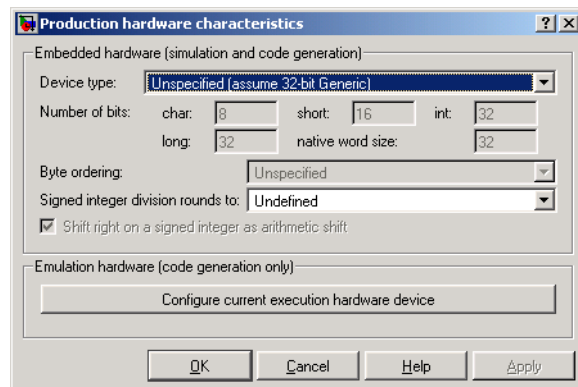 Production hardware characteristics
Embedded hardware (simulation and code generation)
Device type: Unspecified (assume 32-bit Generic)
Number of bits: char: 8 short: 16 int: 32
long: 32 native word size: 32
Byte ordering: Unspecified
Signed integer division rounds to: Undefined
Shift right on a signed integer as arithmetic shift
Emulation hardware (code generation only)
Configure current execution hardware device
OK Cancel Help Apply